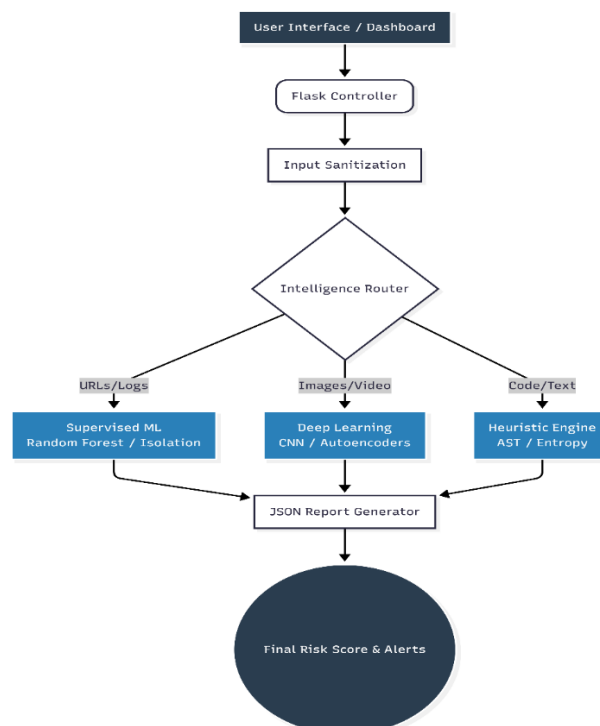 User Interface / Dashboard
Flask Controller
Input Sanitization
Intelligence Router
URLs/Logs
Images/Video
Code/Text
Supervised ML
Random Forest / Isolation
Deep Learning
CNN / Autoencoders
Heuristic Engine
AST / Entropy
JSON Report Generator
Final Risk Score & Alerts